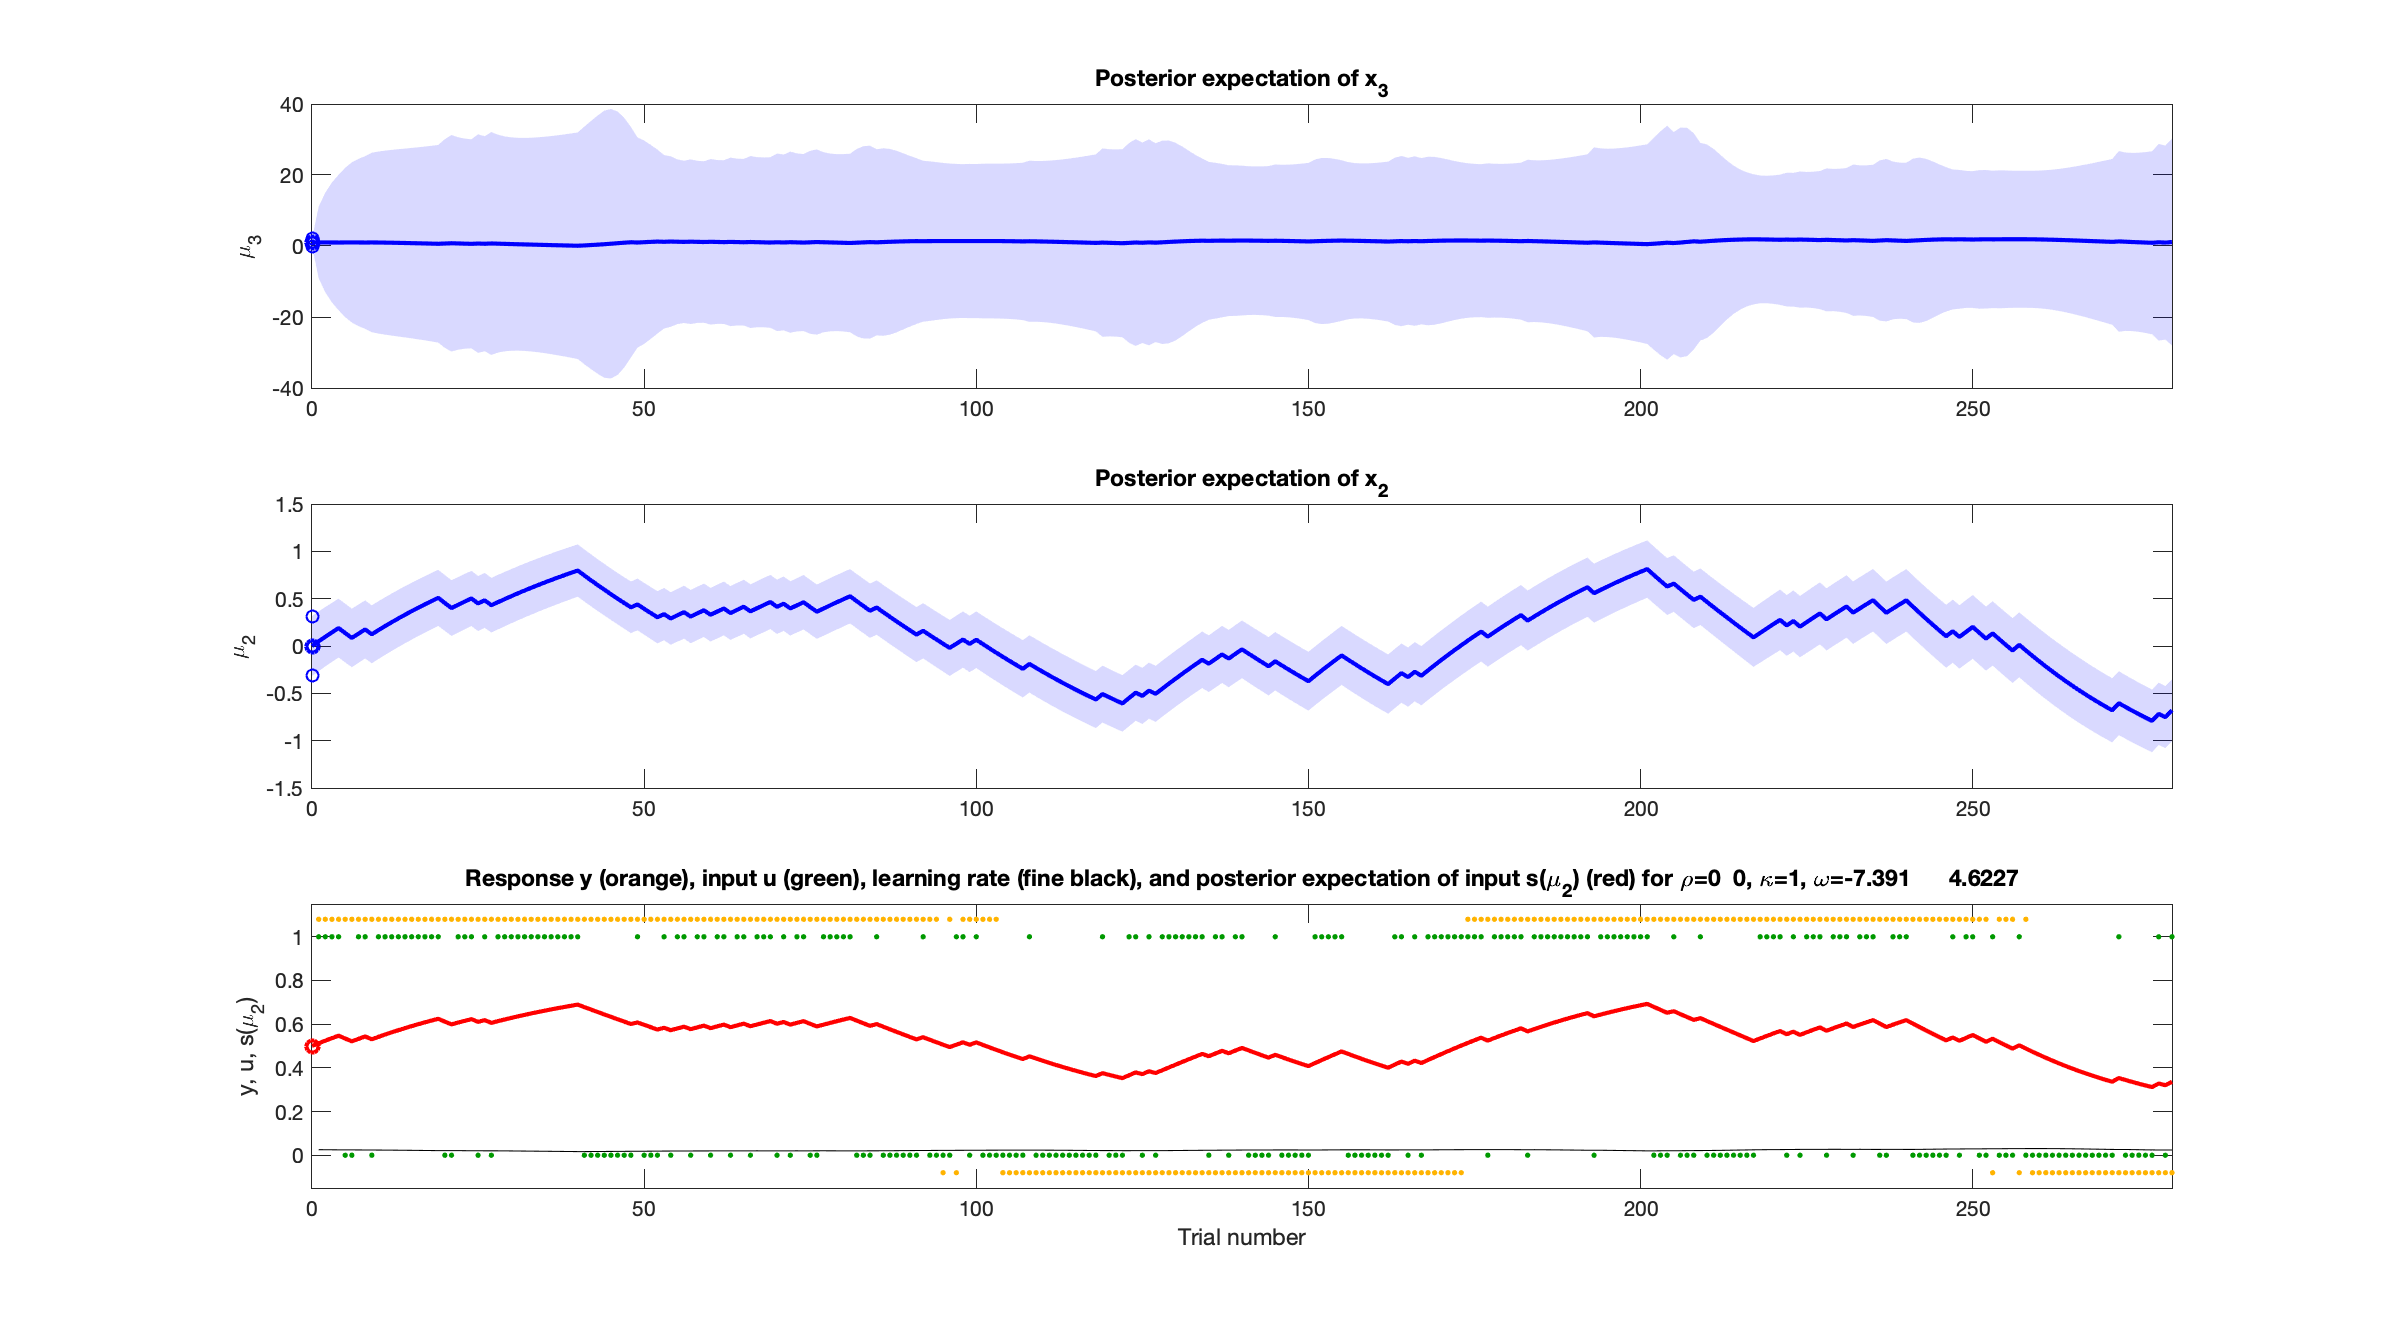 Posterior expectation of x3
40
20
0
-20
-40
μ3
0 50 100 150 200 250
Posterior expectation of x2
1.5
1
0.5
0
-0.5
-1
-1.5
μ2
0 50 100 150 200 250
Response y (orange), input u (green), learning rate (fine black), and posterior expectation of input s(μ2) (red) for ρ=0 0, κ=1, ω=-7.391 4.6227
1
0.8
0.6
0.4
0.2
0
y, u, s(μ2)
0 50 100 150 200 250
Trial number